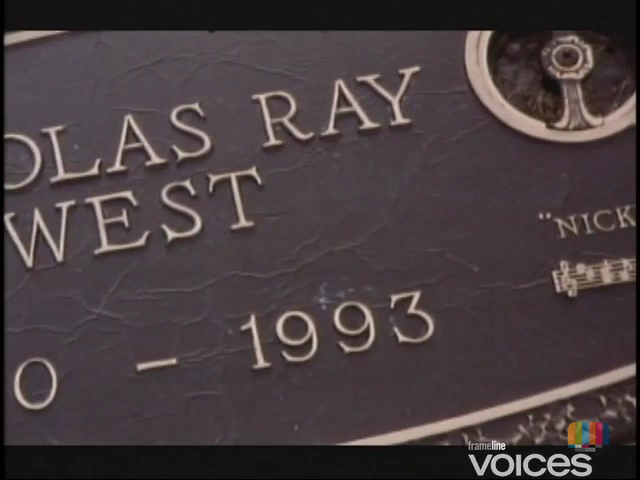 OLAS RAY
WEST
"NICK
0 – 1993
frameline
VOICES